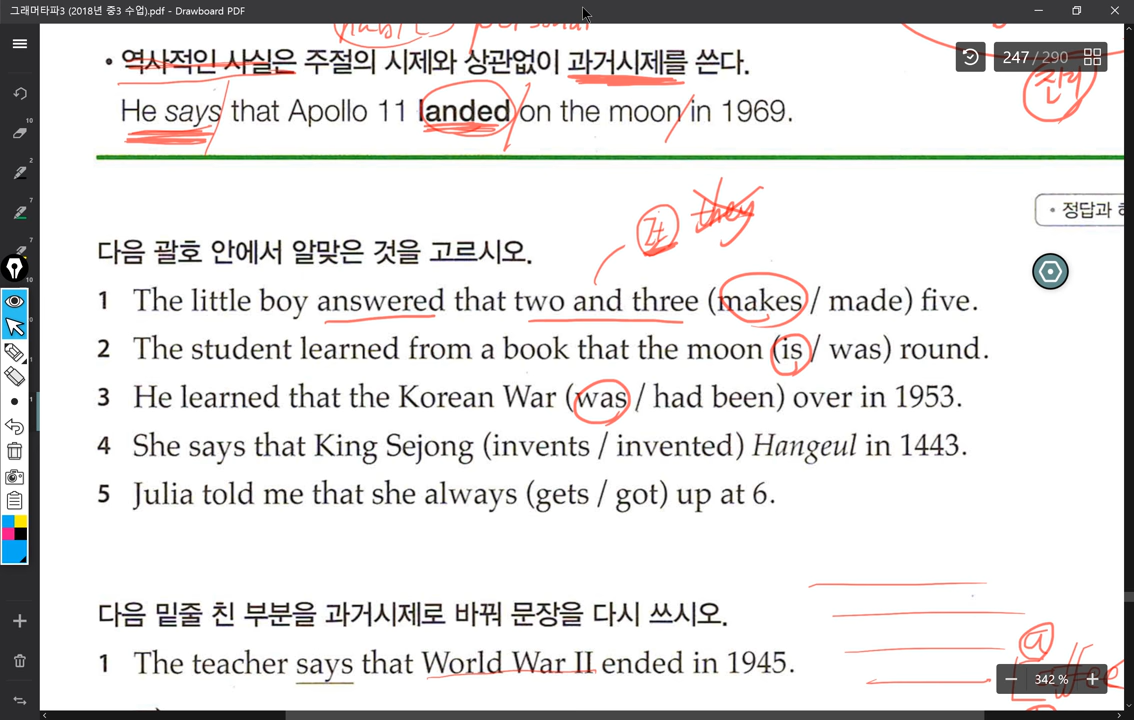 그래머타파3 (2018년 중3 수업).pdf - Drawboard PDF
• 역사적인 사실은 주절의 시제와 상관없이 과거시제를 쓴다.
247 / 290
He says that Apollo 11 landed on the moon in 1969.
they
• 정답과
다음 괄호 안에서 알맞은 것을 고르시오.
1 The little boy answered that two and three (makes / made) five.
2 The student learned from a book that the moon (is / was) round.
3 He learned that the Korean War (was / had been) over in 1953.
4 She says that King Sejong (invents / invented) Hangeul in 1443.
5 Julia told me that she always (gets / got) up at 6.
다음 밑줄 친 부분을 과거시제로 바꿔 문장을 다시 쓰시오.
1 The teacher says that World War II ended in 1945.
a
342 %